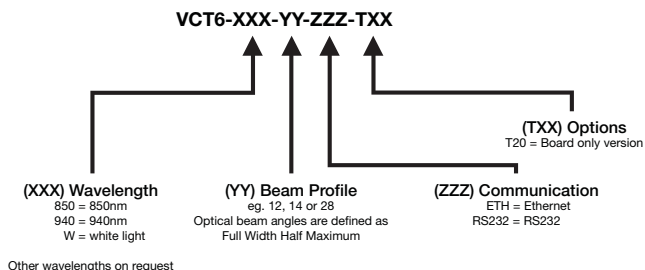 VCT6-XXX-YY-ZZZ-TXX
(TXX) Options
T20 = Board only version
(XXX) Wavelength
850 = 850nm
940 = 940nm
W = white light
(YY) Beam Profile
eg. 12, 14 or 28
Optical beam angles are defined as
Full Width Half Maximum
(ZZZ) Communication
ETH = Ethernet
RS232 = RS232
Other wavelengths on request